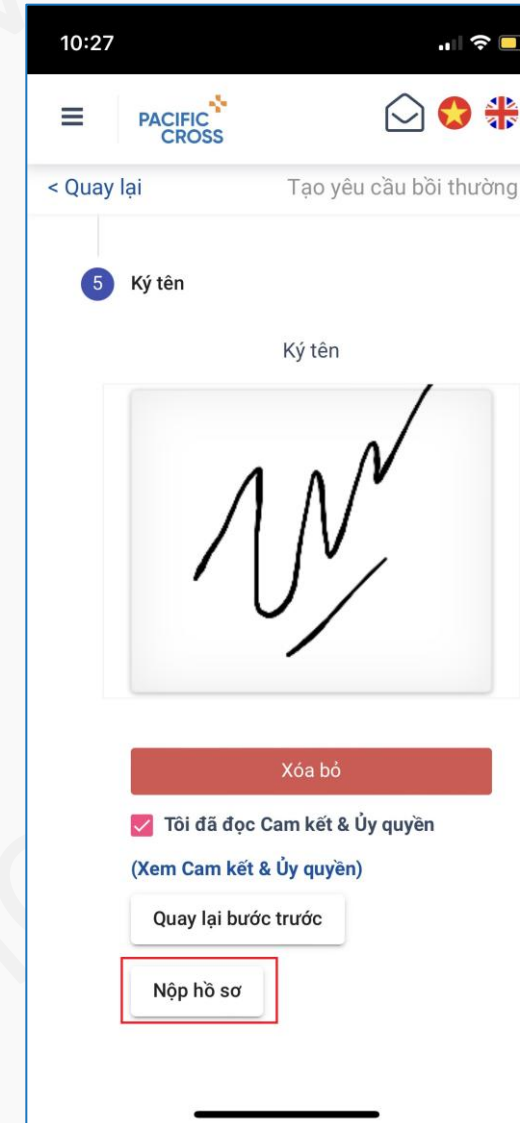 10:27
PACIFIC
CROSS
< Quay lại Tạo yêu cầu bồi thường
5 Ký tên
Ký tên
Xóa bỏ
Tôi đã đọc Cam kết & Ủy quyền
(Xem Cam kết & Ủy quyền)
Quay lại bước trước
Nộp hồ sơ